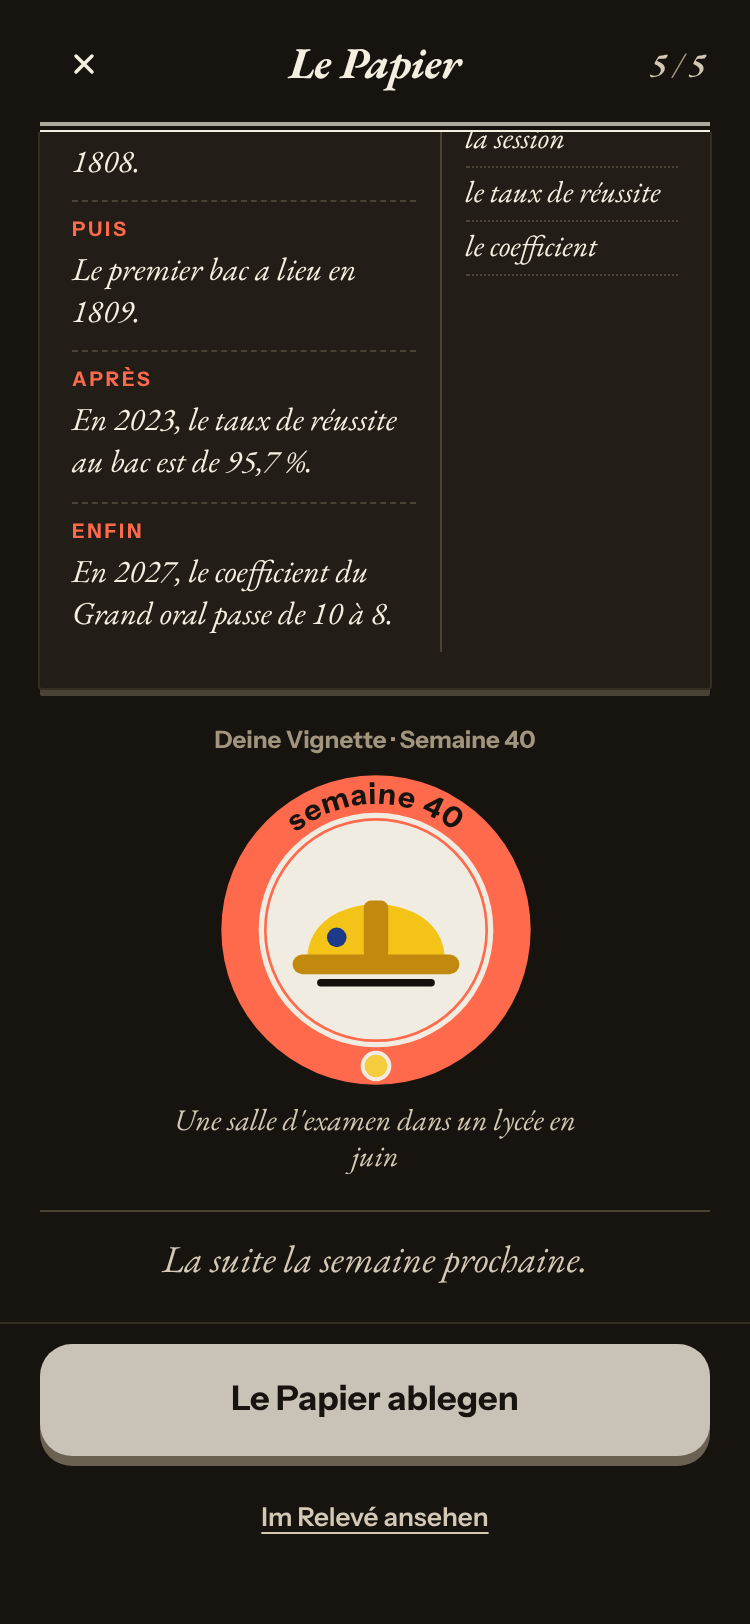 Le Papier
5 / 5
1808.
PUIS
Le premier bac a lieu en
1809.
APRÈS
En 2023, le taux de réussite
au bac est de 95,7 %.
ENFIN
En 2027, le coefficient du
Grand oral passe de 10 à 8.
la session
le taux de réussite
le coefficient
Deine Vignette · Semaine 40
semaine 40
Une salle d'examen dans un lycée en
juin
La suite la semaine prochaine.
Le Papier ablegen
Im Relevé ansehen